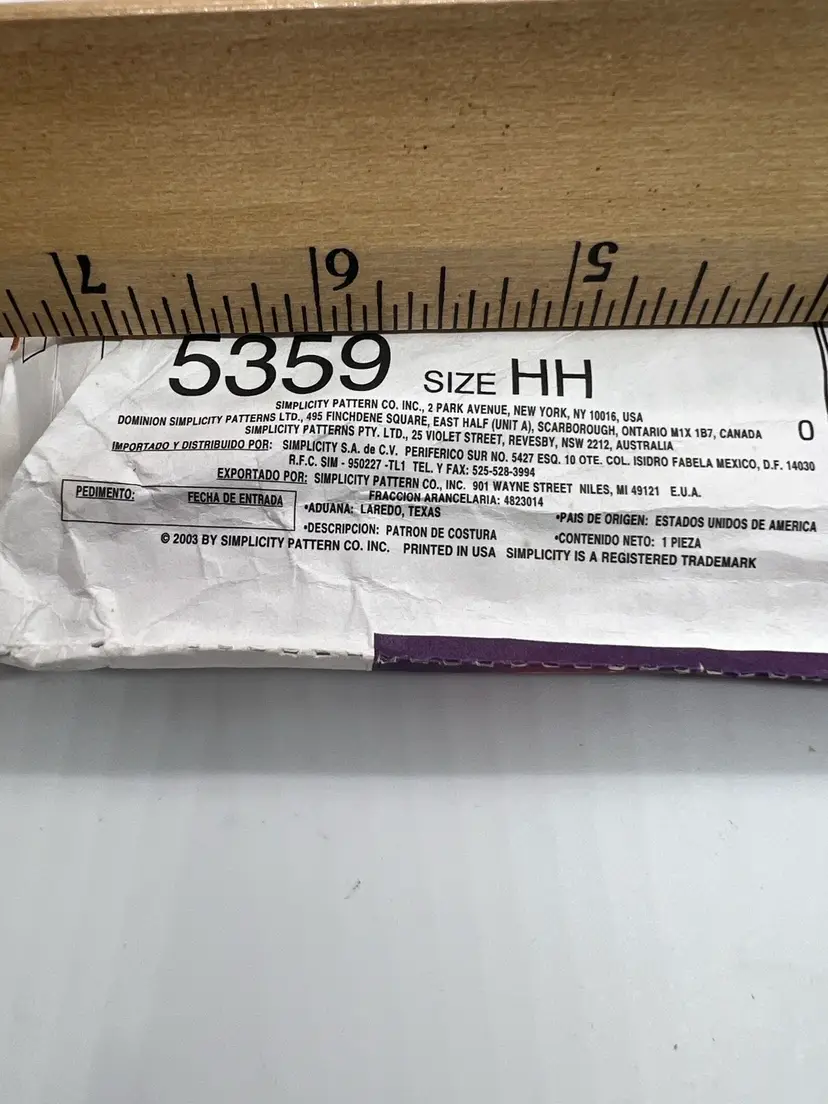 7 6 5
5359 SIZE HH
SIMPLICITY PATTERN CO. INC., 2 PARK AVENUE, NEW YORK, NY 10016, USA
DOMINION SIMPLICITY PATTERNS LTD., 495 FINCHDENE SQUARE, EAST HALF (UNIT A), SCARBOROUGH, ONTARIO M1X 1B7, CANADA 0
SIMPLICITY PATTERNS PTY. LTD., 25 VIOLET STREET, REVESBY, NSW 2212, AUSTRALIA
IMPORTADO Y DISTRIBUIDO POR: SIMPLICITY S.A. de C.V. PERIFERICO SUR NO. 5427 ESQ. 10 OTE. COL. ISIDRO FABELA MEXICO, D.F. 14030
R.F.C. SIM - 950227 -TL1 TEL. Y FAX: 525-528-3994
EXPORTADO POR: SIMPLICITY PATTERN CO., INC. 901 WAYNE STREET NILES, MI 49121 E.U.A.
PEDIMENTO: FECHA DE ENTRADA
FRACCION ARANCELARIA: 4823014
•ADUANA: LAREDO, TEXAS •PAIS DE ORIGEN: ESTADOS UNIDOS DE AMERICA
•DESCRIPCION: PATRON DE COSTURA •CONTENIDO NETO: 1 PIEZA
© 2003 BY SIMPLICITY PATTERN CO. INC. PRINTED IN USA SIMPLICITY IS A REGISTERED TRADEMARK